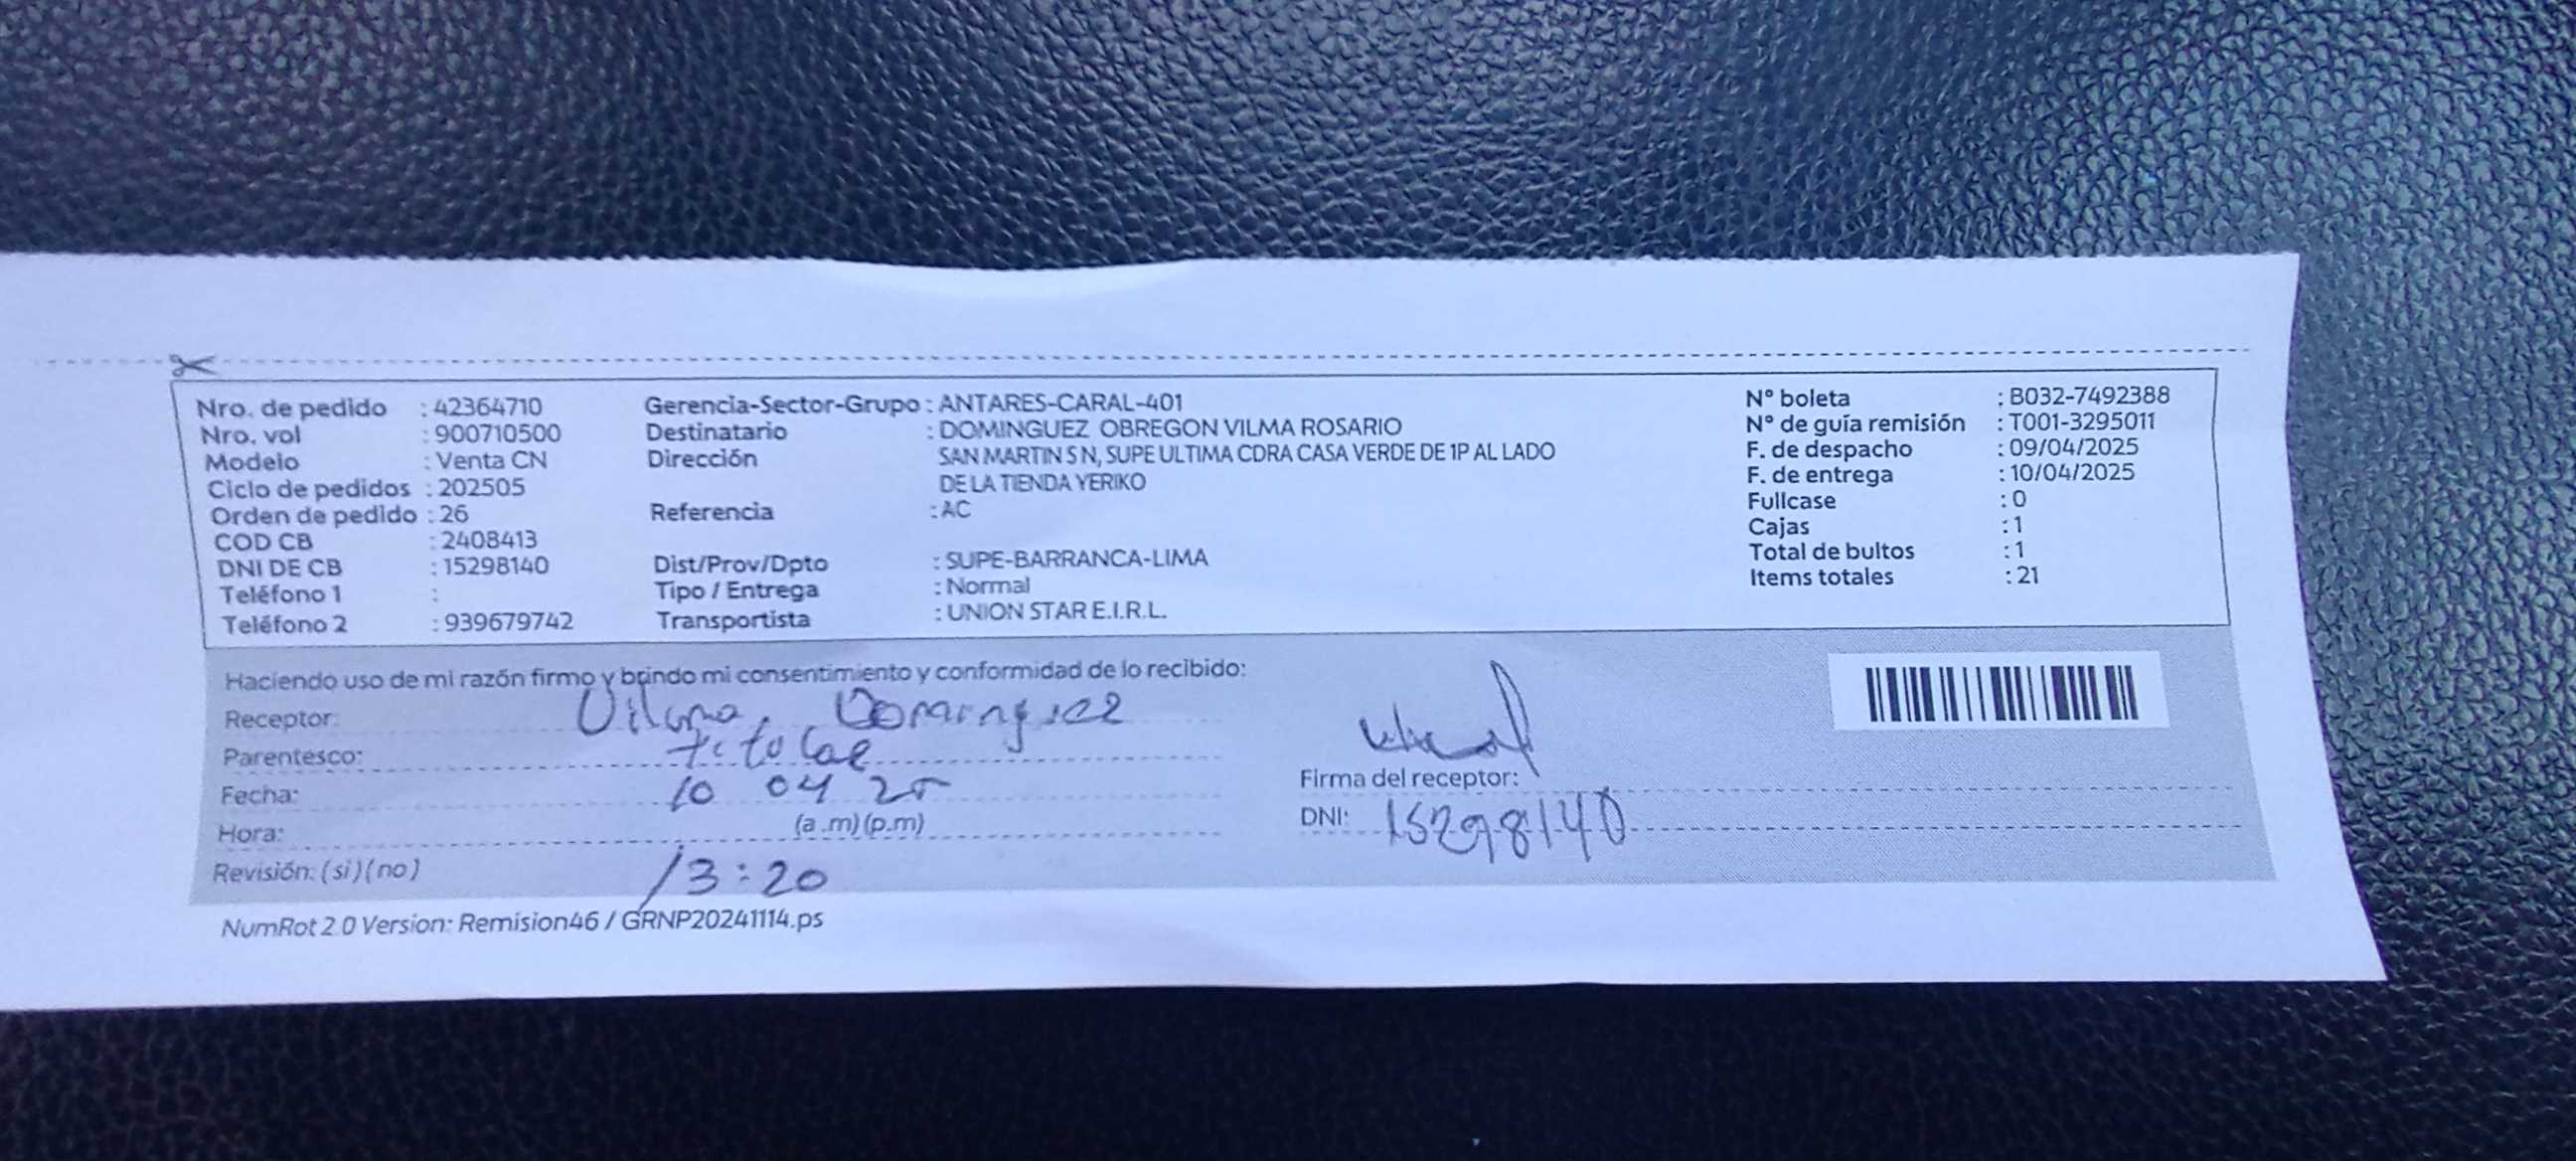 Nro. de pedido : 42364710
Nro. vol : 900710500
Modelo : Venta CN
Ciclo de pedidos : 202505
Orden de pedido : 26
COD CB : 2408413
DNI DE CB : 15298140
Teléfono 1 :
Teléfono 2 : 939679742
Gerencia-Sector-Grupo : ANTARES-CARAL-401
Destinatario : DOMINGUEZ OBREGON VILMA ROSARIO
Dirección SAN MARTIN S N, SUPE ULTIMA CDRA CASA VERDE DE 1P AL LADO
DE LA TIENDA YERIKO
Referencia : AC
Dist/Prov/Dpto : SUPE-BARRANCA-LIMA
Tipo / Entrega : Normal
Transportista : UNION STAR E.I.R.L.
N° boleta : B032-7492388
N° de guía remisión : T001-3295011
F. de despacho : 09/04/2025
F. de entrega : 10/04/2025
Fullcase : 0
Cajas : 1
Total de bultos : 1
Items totales : 21
Haciendo uso de mi razón firmo y brindo mi consentimiento y conformidad de lo recibido:
Receptor: Vilma Dominguez
Parentesco: titular
Fecha: 10 04 25
Hora: (a .m) (p.m)
Revisión: (si) (no) 13:20
Firma del receptor:
DNI: 15298140
NumRot 2.0 Version: Remision46 / GRNP20241114.ps